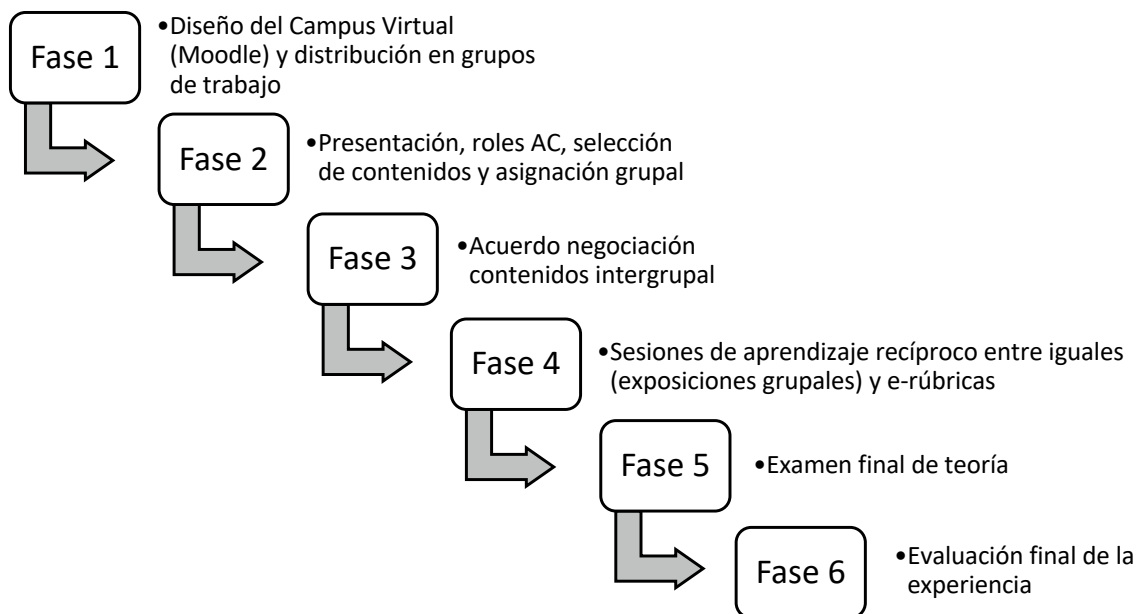 Fase 1
•Diseño del Campus Virtual
(Moodle) y distribución en grupos
de trabajo
Fase 2
•Presentación, roles AC, selección
de contenidos y asignación grupal
Fase 3
•Acuerdo negociación
contenidos intergrupal
Fase 4
•Sesiones de aprendizaje recíproco entre iguales
(exposiciones grupales) y e-rúbricas
Fase 5
•Examen final de teoría
Fase 6
•Evaluación final de la
experiencia